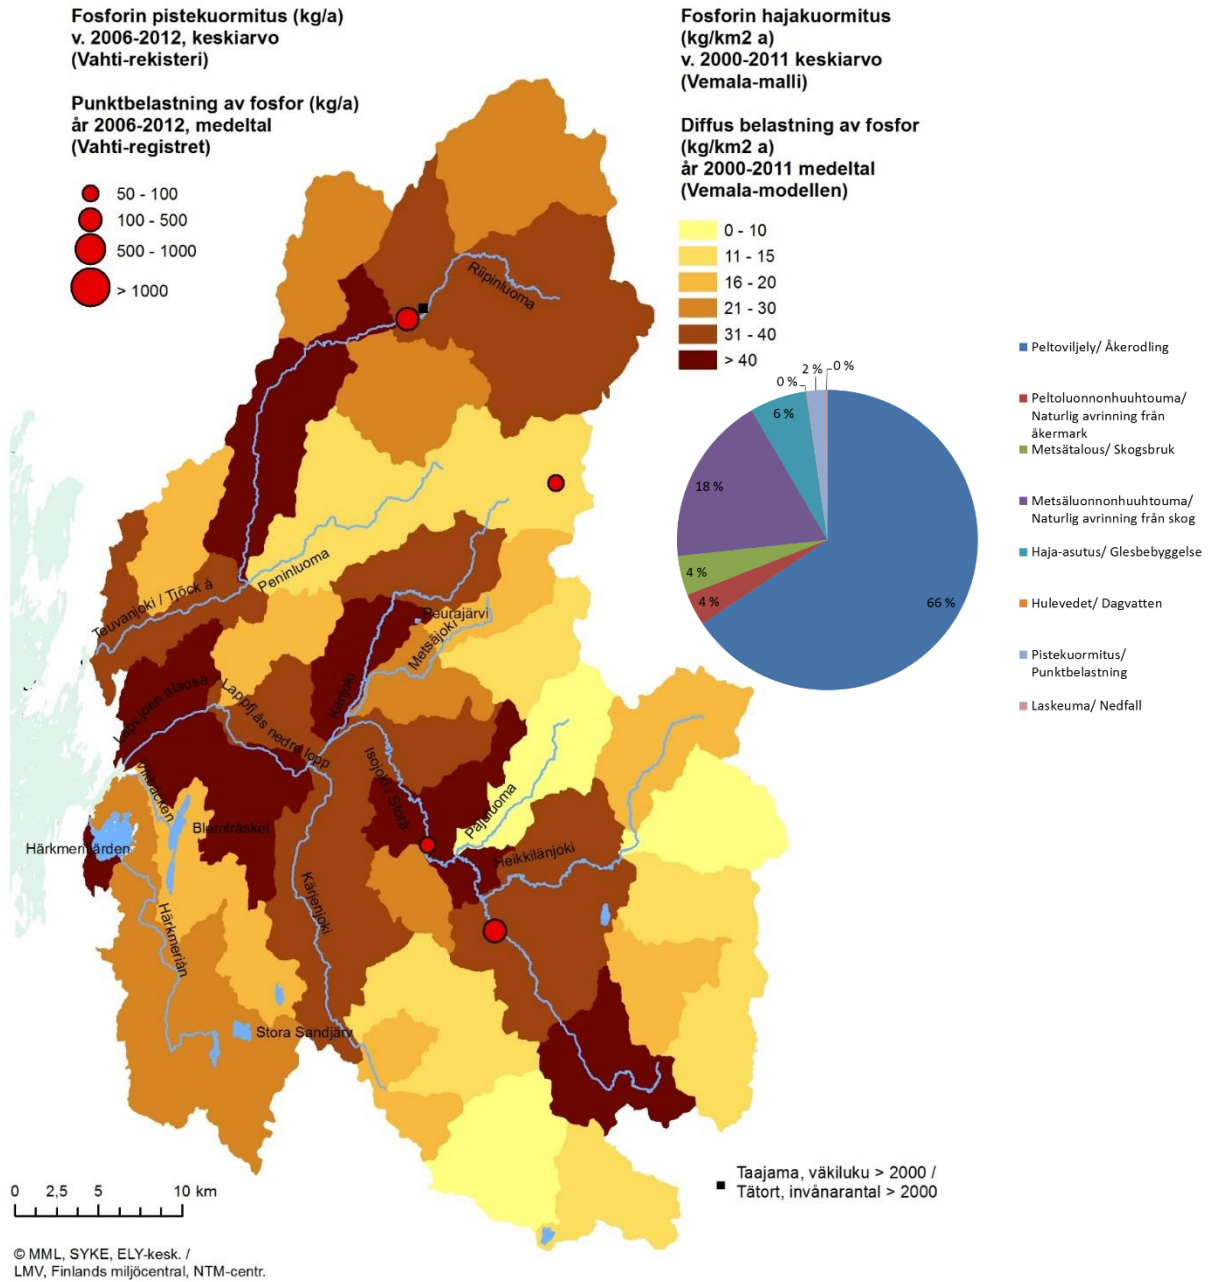 Fosforin pistekuormitus (kg/a)
v. 2006-2012, keskiarvo
(Vahti-rekisteri)
Punktbelastning av fosfor (kg/a)
år 2006-2012, medeltal
(Vahti-registret)
50 - 100
100 - 500
500 - 1000
> 1000
Fosforin hajakuormitus
(kg/km2 a)
v. 2000-2011 keskiarvo
(Vemala-malli)
Diffus belastning av fosfor
(kg/km2 a)
år 2000-2011 medeltal
(Vemala-modellen)
0 - 10
11 - 15
16 - 20
21 - 30
31 - 40
> 40
Riipinluoma
Peninluoma
Teuvanjoki / Tjöck å
Peurajärvi
Metsäjoki
Kärijoki
Lapv.joen alaosa
Lappfj.ås nedre lopp
Isojoki / Storå
Pajuluoma
Heikkilänjoki
Blomträsket
Härkmerifjärden
Kärjenjoki
Härkmeriån
Stora Sandjärv
0 %
2 %
0 %
6 %
18 %
4 %
4 %
66 %
Peltoviljely/ Åkerodling
Peltoluonnonhuuhtouma/
Naturlig avrinning från
åkermark
Metsätalous/ Skogsbruk
Metsäluonnonhuuhtouma/
Naturlig avrinning från skog
Haja-asutus/ Glesbebyggelse
Hulevedet/ Dagvatten
Pistekuormitus/
Punktbelastning
Laskeuma/ Nedfall
Taajama, väkiluku > 2000 /
Tätort, invånarantal > 2000
0 2,5 5 10 km
© MML, SYKE, ELY-kesk. /
LMV, Finlands miljöcentral, NTM-centr.